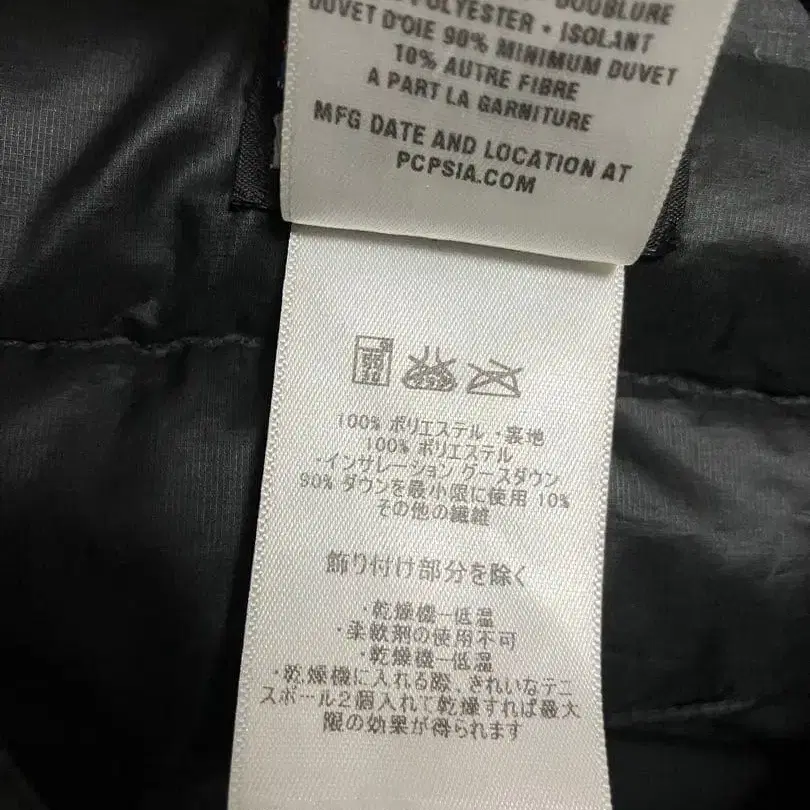 POLYESTER • ISOLANT
DUVET D'OIE 90% MINIMUM DUVET
10% AUTRE FIBRE
A PART LA GARNITURE
MFG DATE AND LOCATION AT
PCPSIA.COM
100% ポリエステル ・裏地
100% ポリエステル
・インサレーション グースダウン
90% ダウンを最小限に使用 10%
その他の繊維
飾り付け部分を除く
・乾燥機ー低温
・柔軟剤の使用不可
・乾燥機ー低温
・乾燥機に入れる際、きれいなテニ
スボール2個入れて乾燥すれば最大
限の効果が得られます